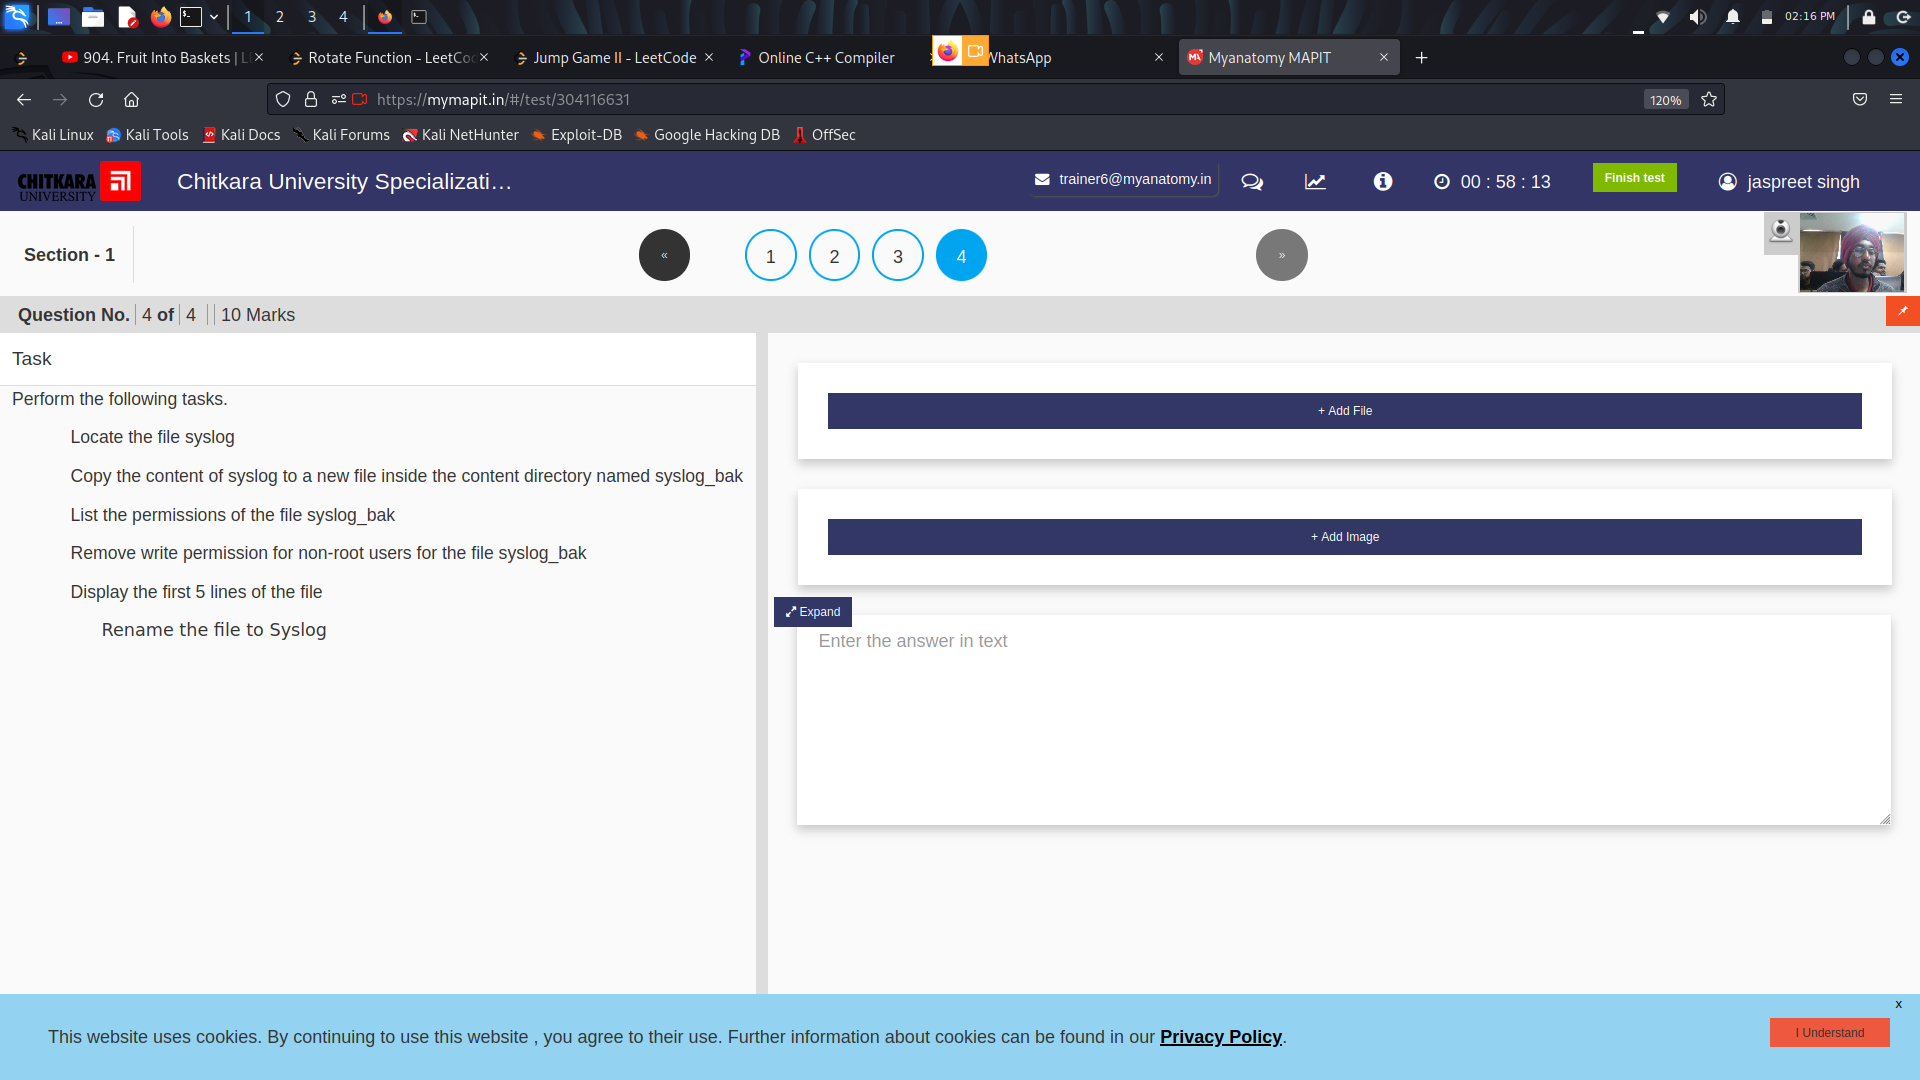 1 2 3 4
02:16 PM
904. Fruit Into Baskets | L
Rotate Function - LeetCo
Jump Game II - LeetCode
Online C++ Compiler
WhatsApp
Myanatomy MAPIT
https://mymapit.in/#/test/304116631
120%
Kali Linux
Kali Tools
Kali Docs
Kali Forums
Kali NetHunter
Exploit-DB
Google Hacking DB
OffSec
CHITKARA
UNIVERSITY
Chitkara University Specializati...
trainer6@myanatomy.in
00 : 58 : 13
Finish test
jaspreet singh
Section - 1
«
1
2
3
4
»
Question No. 4 of 4 10 Marks
Task
Perform the following tasks.
Locate the file syslog
Copy the content of syslog to a new file inside the content directory named syslog_bak
List the permissions of the file syslog_bak
Remove write permission for non-root users for the file syslog_bak
Display the first 5 lines of the file
Rename the file to Syslog
+ Add File
+ Add Image
Expand
Enter the answer in text
x
This website uses cookies. By continuing to use this website , you agree to their use. Further information about cookies can be found in our Privacy Policy.
I Understand